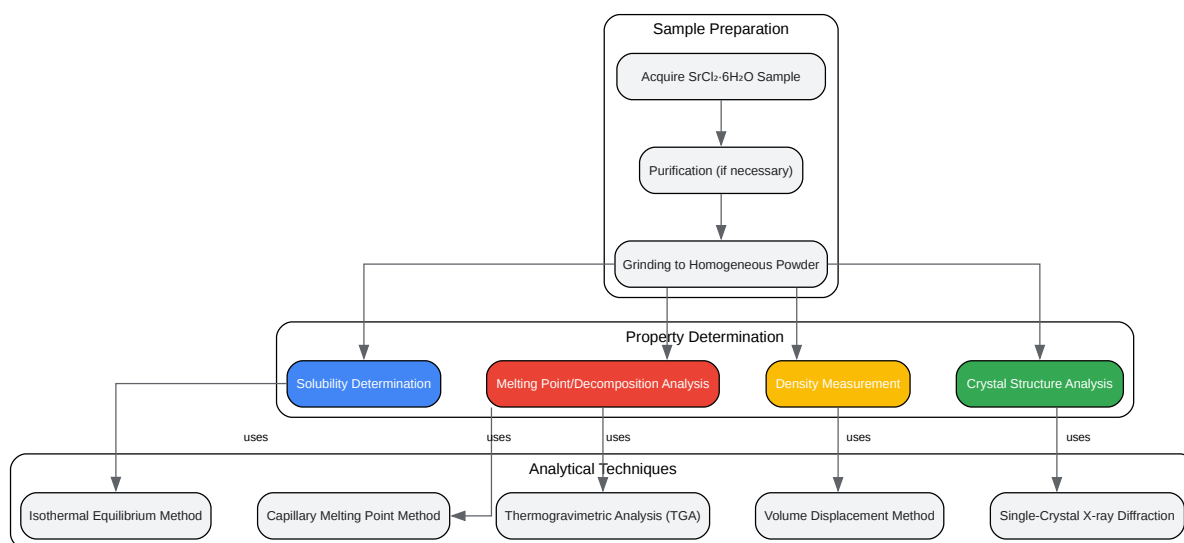 Sample Preparation
Acquire SrCl₂·6H₂O Sample
Purification (if necessary)
Grinding to Homogeneous Powder
Property Determination
Solubility Determination
Melting Point/Decomposition Analysis
Density Measurement
Crystal Structure Analysis
uses
uses
uses
uses
uses
Analytical Techniques
Isothermal Equilibrium Method
Capillary Melting Point Method
Thermogravimetric Analysis (TGA)
Volume Displacement Method
Single-Crystal X-ray Diffraction